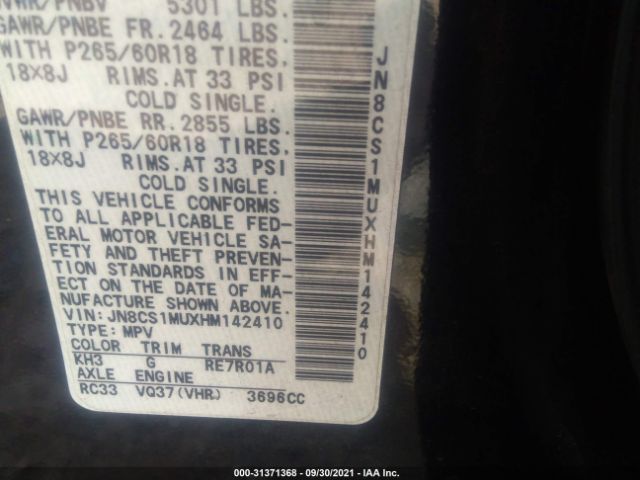 GVWR/PNBV 5301 LBS.
GAWR/PNBE FR. 2464 LBS.
WITH P265/60R18 TIRES.
18X8J RIMS. AT 33 PSI
COLD SINGLE.
GAWR/PNBE RR. 2855 LBS.
WITH P265/60R18 TIRES.
18X8J RIMS. AT 33 PSI
COLD SINGLE.
THIS VEHICLE CONFORMS
TO ALL APPLICABLE FED-
ERAL MOTOR VEHICLE SA-
FETY AND THEFT PREVEN-
TION STANDARDS IN EFF-
ECT ON THE DATE OF MA-
NUFACTURE SHOWN ABOVE.
VIN: JN8CS1MUXHM142410
TYPE: MPV
COLOR TRIM TRANS
KH3 G RE7R01A
AXLE ENGINE
RC33 VQ37(VHR) 3696CC
JN8CS1MUXHM142410
000-31371368 - 09/30/2021 - IAA Inc.